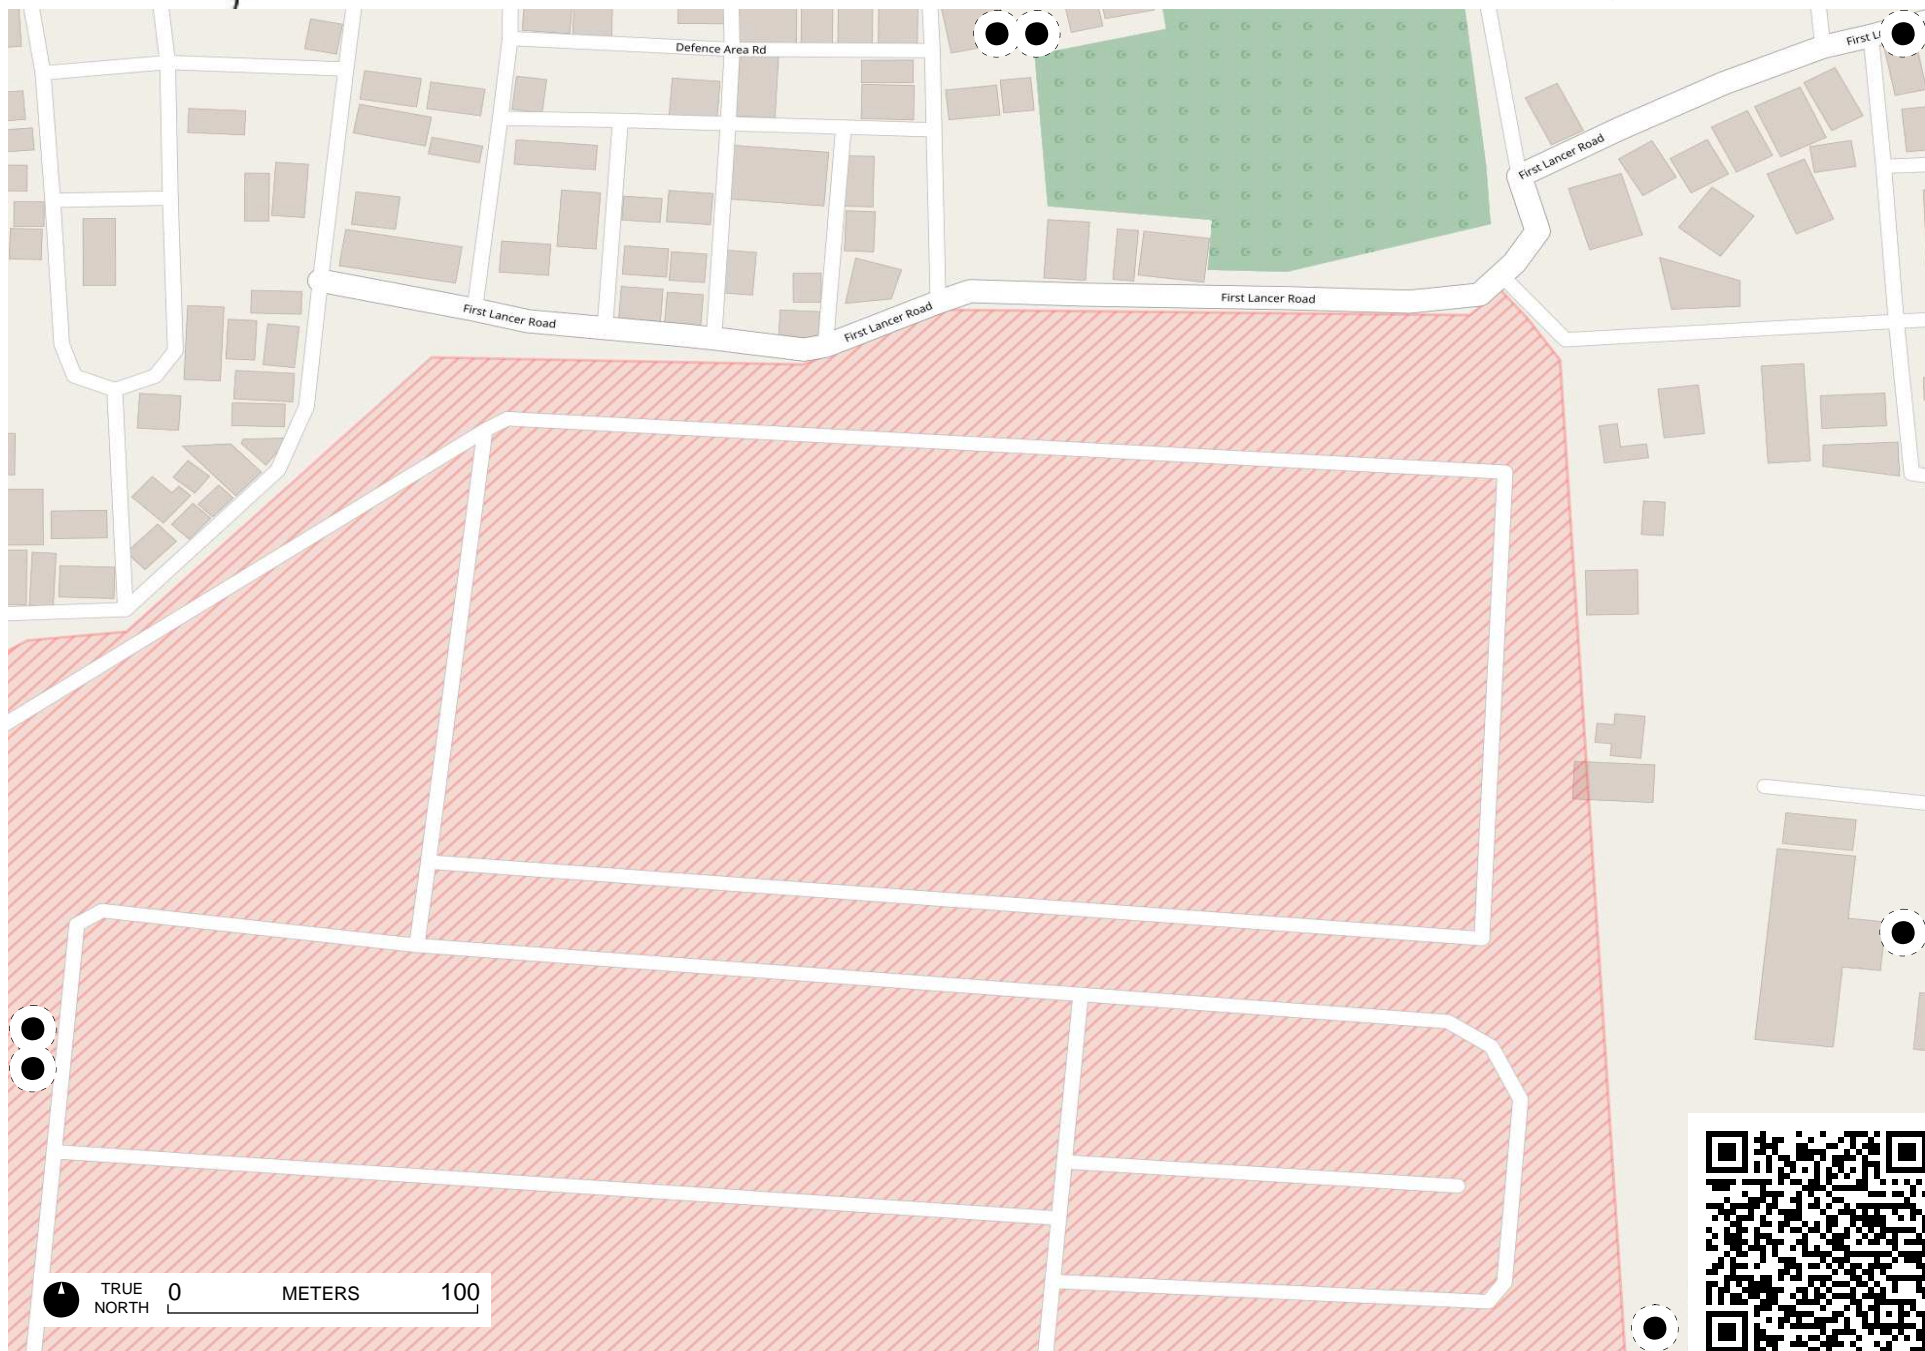 Defence Area Rd
First L
First Lancer Road
First Lancer Road
First Lancer Road
First Lancer Road
TRUE
NORTH
0 METERS 100